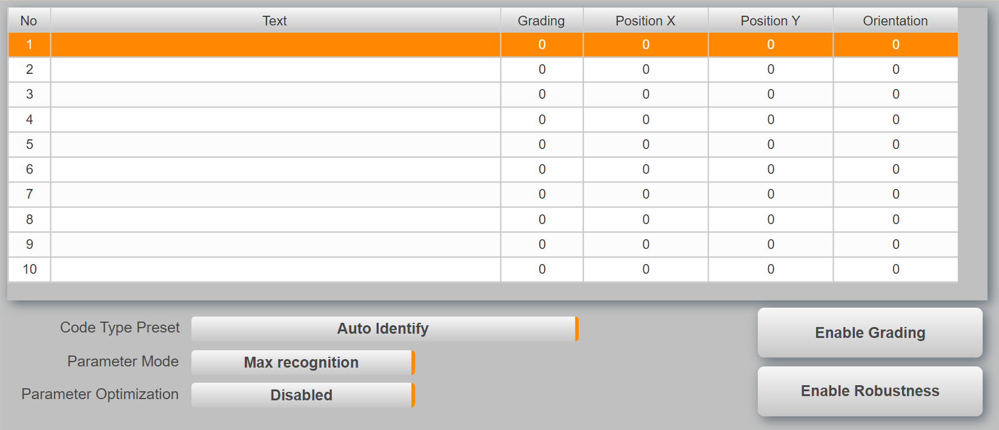 No Text Grading Position X Position Y Orientation
1 0 0 0 0
2 0 0 0 0
3 0 0 0 0
4 0 0 0 0
5 0 0 0 0
6 0 0 0 0
7 0 0 0 0
8 0 0 0 0
9 0 0 0 0
10 0 0 0 0
Code Type Preset Auto Identify
Enable Grading
Parameter Mode Max recognition
Parameter Optimization Disabled
Enable Robustness